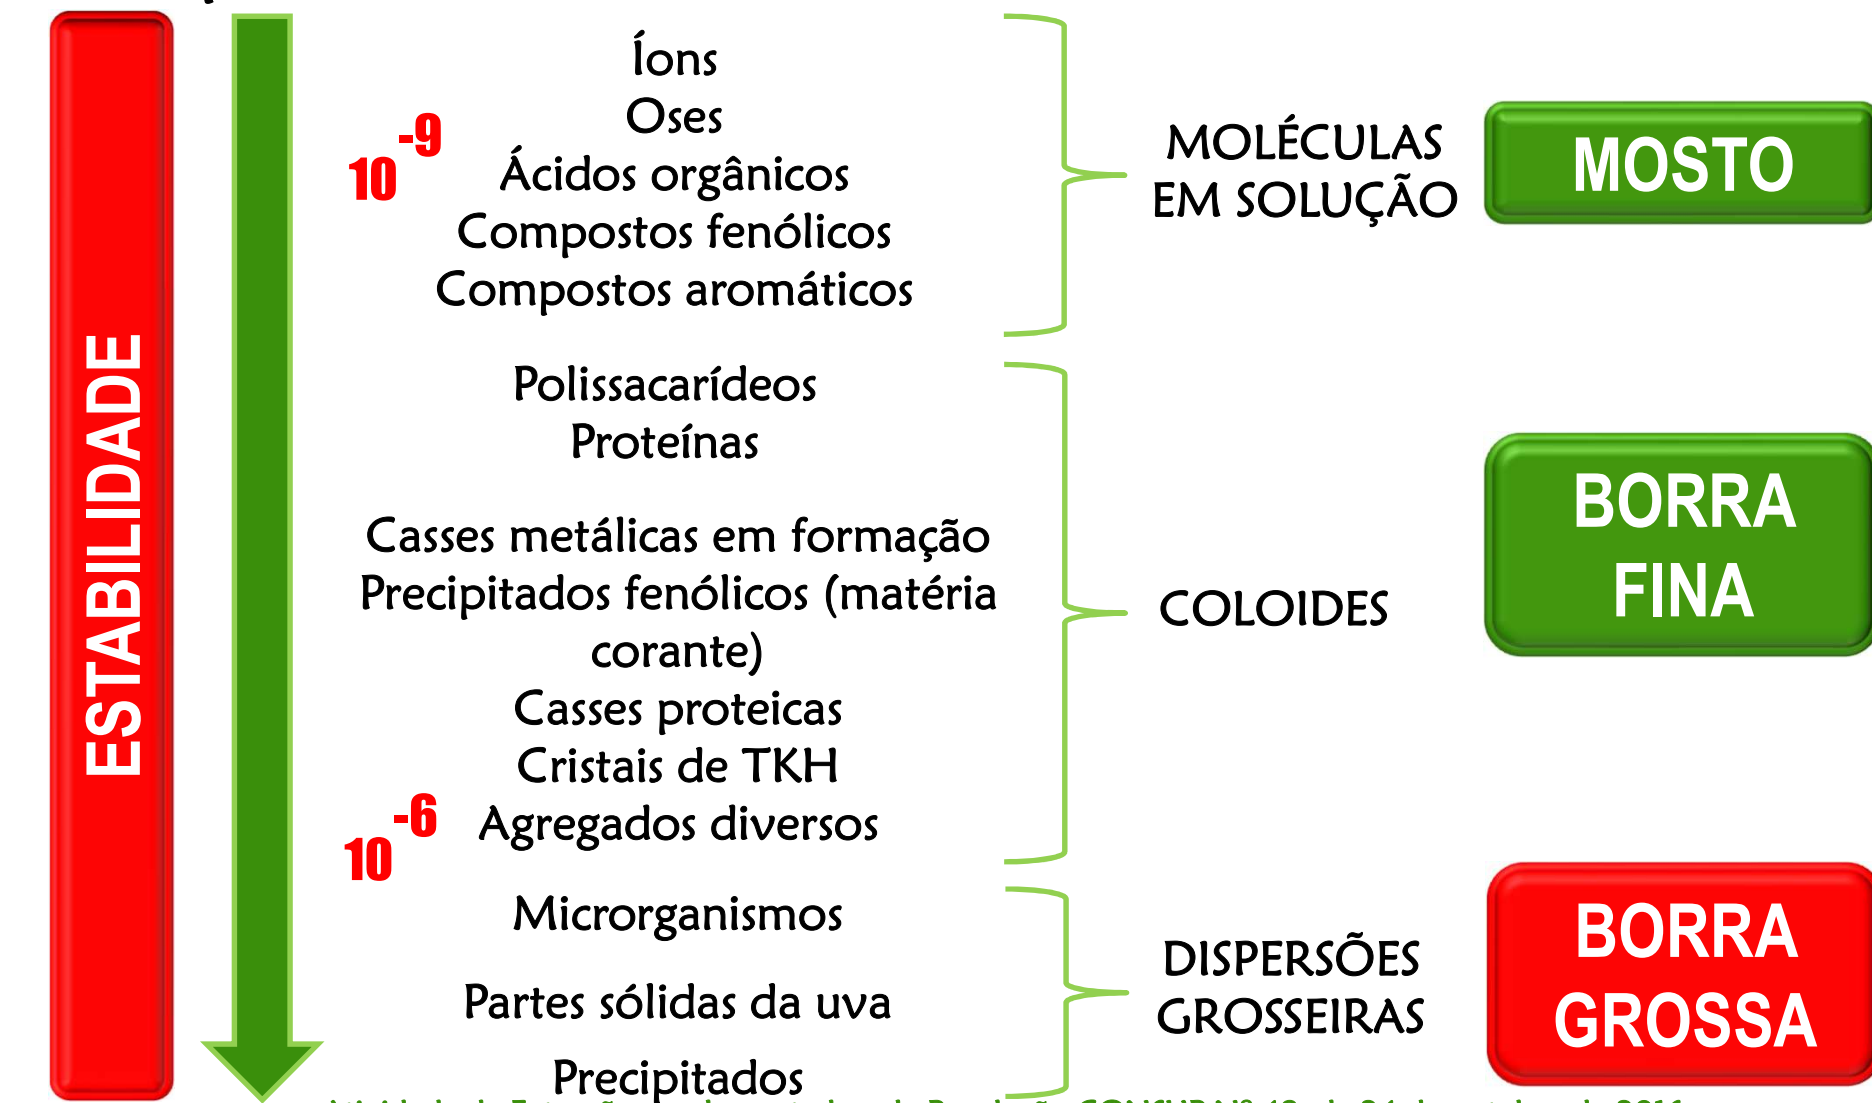 ESTABILIDADE
Íons
Oses
10-9
Ácidos orgânicos
Compostos fenólicos
Compostos aromáticos
MOLÉCULAS
EM SOLUÇÃO
MOSTO
Polissacarídeos
Proteínas
Casses metálicas em formação
Precipitados fenólicos (matéria
corante)
Casses proteicas
Cristais de TKH
10-6
Agregados diversos
COLOIDES
BORRA
FINA
Microrganismos
Partes sólidas da uva
Precipitados
DISPERSÕES
GROSSEIRAS
BORRA
GROSSA